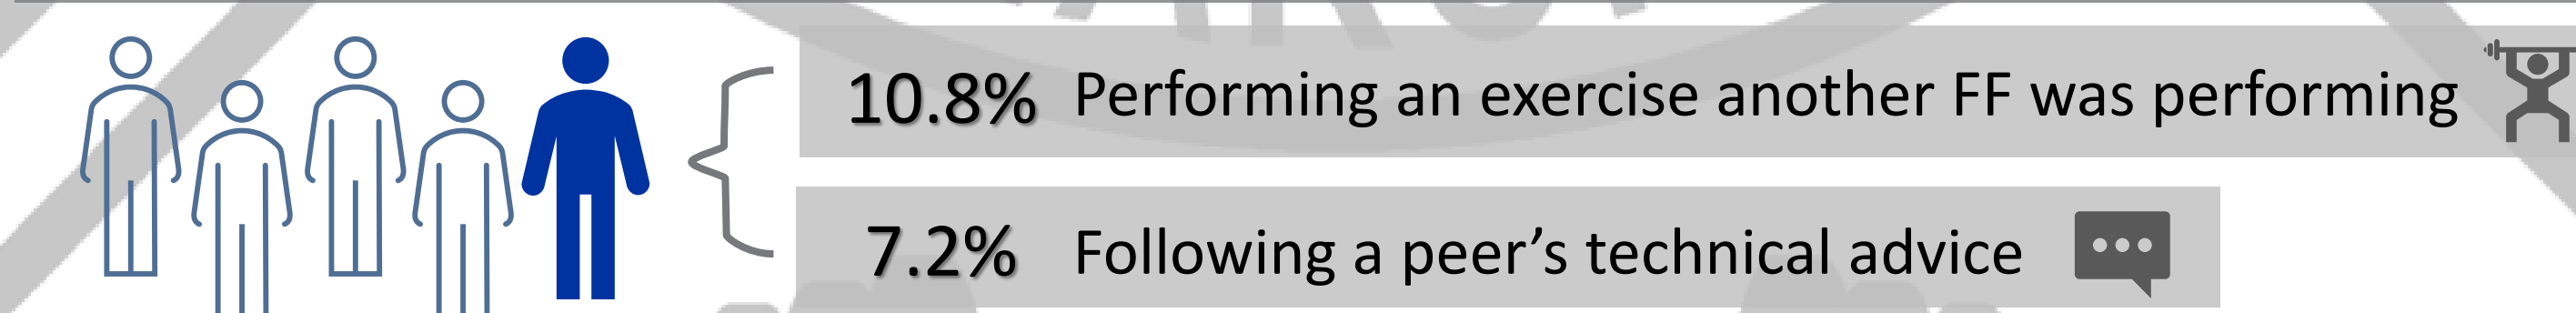 10.8% Performing an exercise another FF was performing
7.2% Following a peer’s technical advice